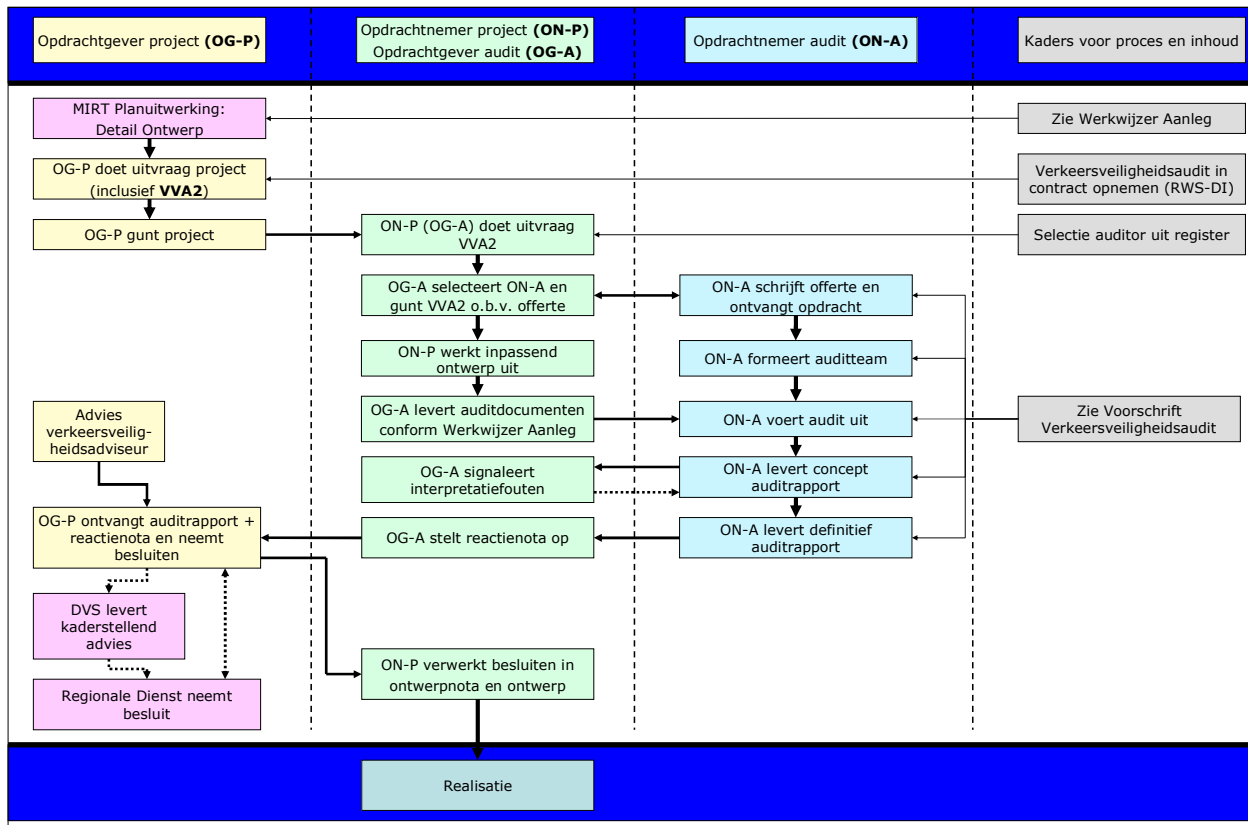 Opdrachtgever project (OG-P)
Opdrachtnemer project (ON-P)
Opdrachtgever audit (OG-A)
Opdrachtnemer audit (ON-A)
Kaders voor proces en inhoud
MIRT Planuitwerking:
Detail Ontwerp
Zie Werkwijzer Aanleg
OG-P doet uitvraag project
(inclusief VVA2)
Verkeersveiligheidsaudit in
contract opnemen (RWS-DI)
OG-P gunt project
ON-P (OG-A) doet uitvraag
VVA2
Selectie auditor uit register
OG-A selecteert ON-A en
gunt VVA2 o.b.v. offerte
ON-A schrijft offerte en
ontvangt opdracht
ON-P werkt inpassend
ontwerp uit
ON-A formeert auditteam
Advies
verkeersveilig-
heidsadviseur
OG-A levert auditdocumenten
conform Werkwijzer Aanleg
ON-A voert audit uit
Zie Voorschrift
Verkeersveiligheidsaudit
OG-A signaleert
interpretatiefouten
ON-A levert concept
auditrapport
OG-P ontvangt auditrapport +
reactienota en neemt
besluiten
OG-A stelt reactienota op
ON-A levert definitief
auditrapport
DVS levert
kaderstellend
advies
ON-P verwerkt besluiten in
ontwerpnota en ontwerp
Regionale Dienst neemt
besluit
Realisatie